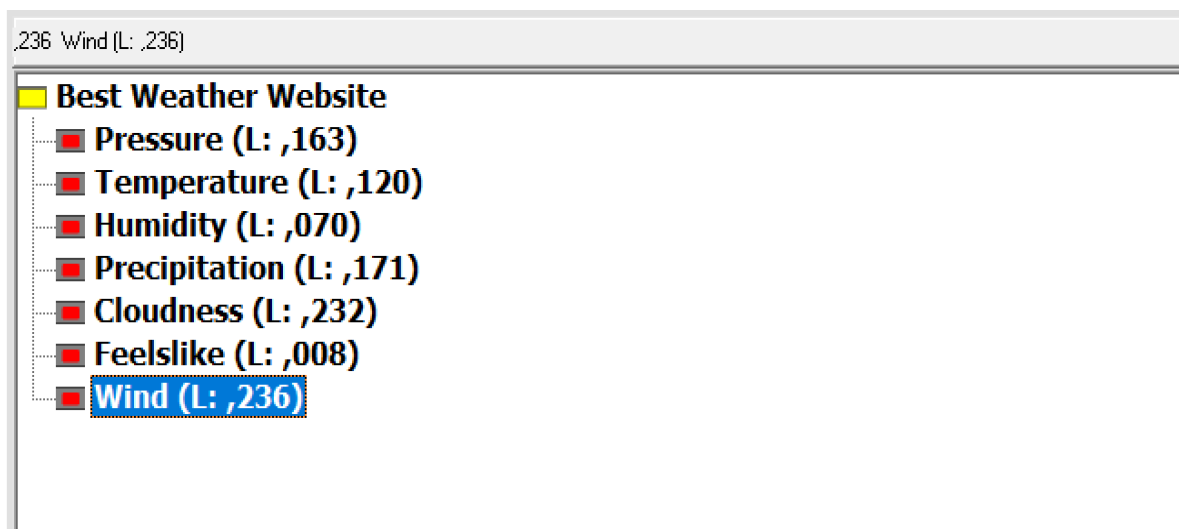 ,236 Wind (L: ,236)
Best Weather Website
Pressure (L: ,163)
Temperature (L: ,120)
Humidity (L: ,070)
Precipitation (L: ,171)
Cloudness (L: ,232)
Feelslike (L: ,008)
Wind (L: ,236)